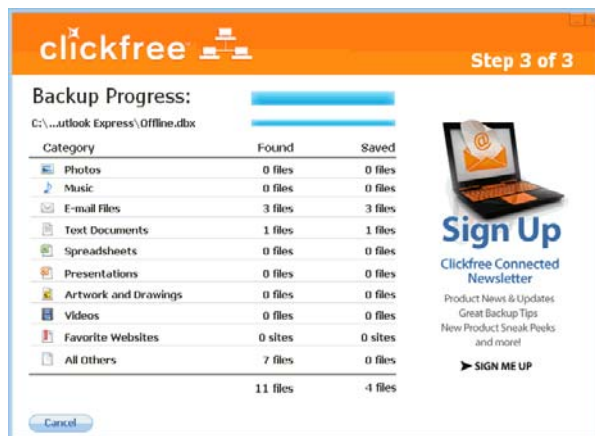 clickfree
Step 3 of 3
Backup Progress:
C:\...utlook Express\Offline.dbx
Category Found Saved
Photos 0 files 0 files
Music 0 files 0 files
E-mail Files 3 files 3 files
Text Documents 1 files 1 files
Spreadsheets 0 files 0 files
Presentations 0 files 0 files
Artwork and Drawings 0 files 0 files
Videos 0 files 0 files
Favorite Websites 0 sites 0 sites
All Others 7 files 0 files
11 files 4 files
Cancel
@
Sign Up
Clickfree Connected
Newsletter
Product News & Updates
Great Backup Tips
New Product Sneak Peeks
and more!
➤ SIGN ME UP